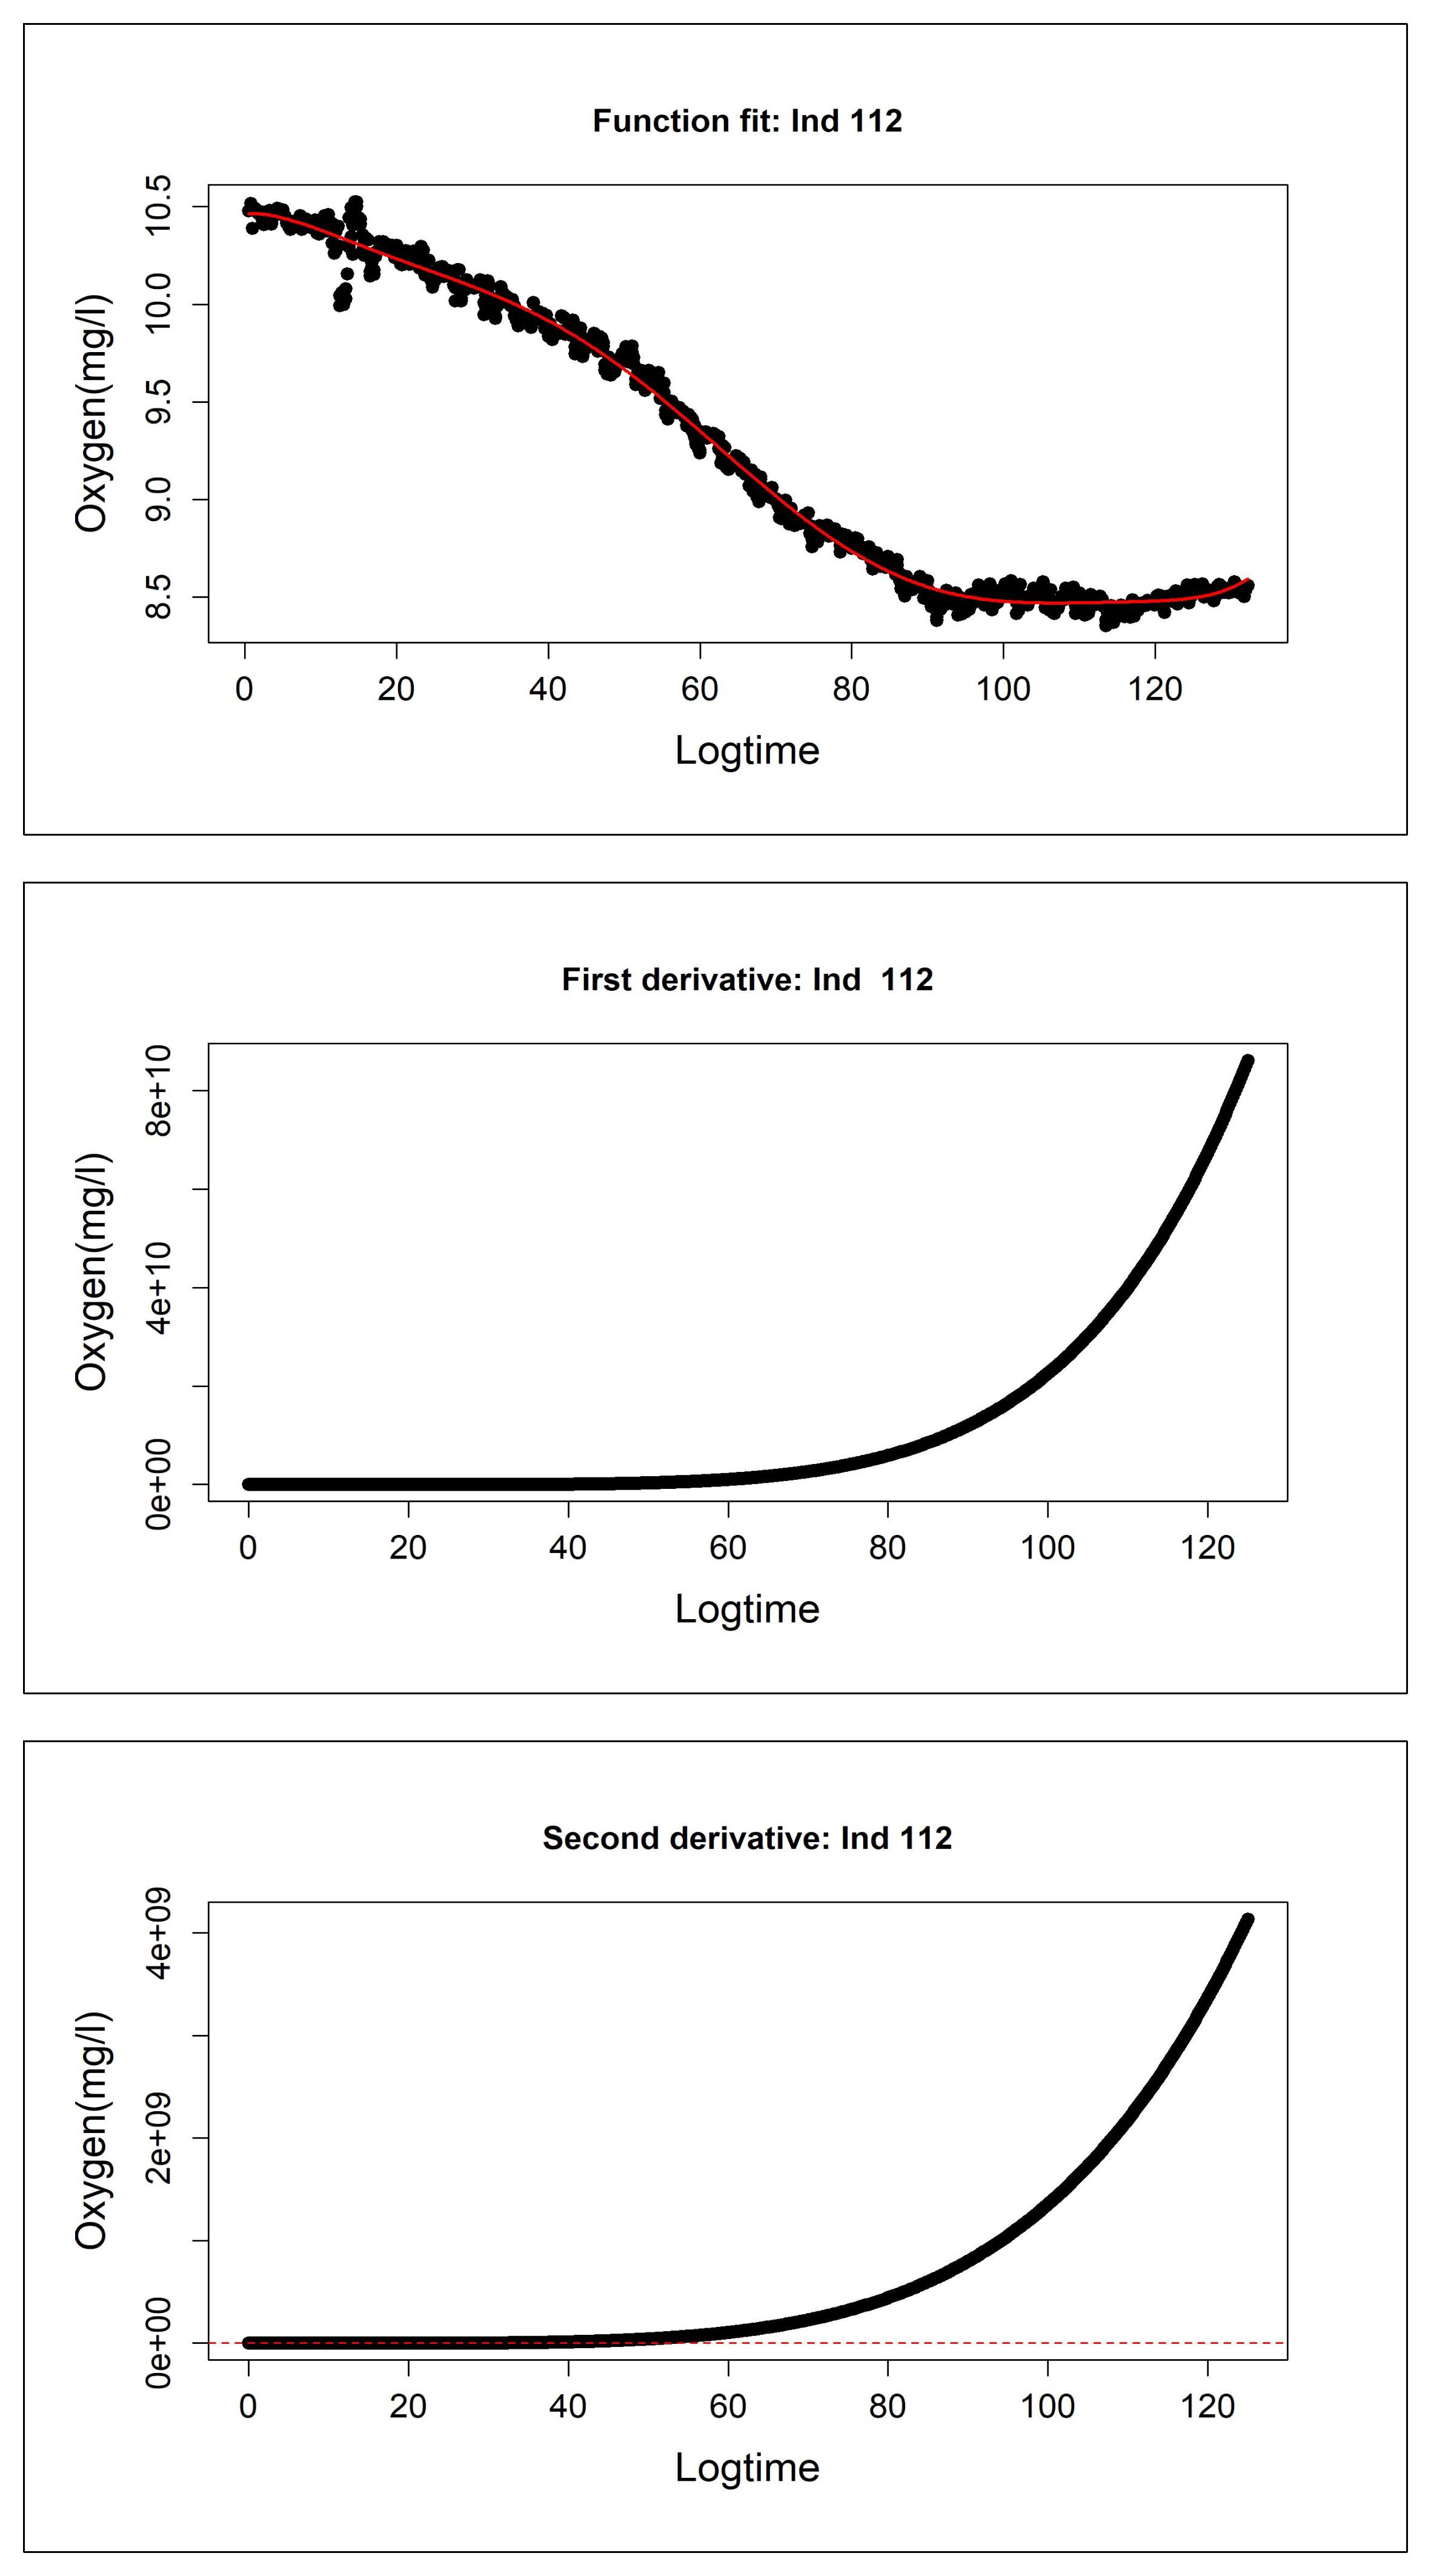 Function fit: Ind 112
Oxygen(mg/l)
10.5
10.0
9.5
9.0
8.5
0 20 40 60 80 100 120
Logtime
First derivative: Ind  112
Oxygen(mg/l)
8e+10
4e+10
0e+00
0 20 40 60 80 100 120
Logtime
Second derivative: Ind 112
Oxygen(mg/l)
4e+09
2e+09
0e+00
0 20 40 60 80 100 120
Logtime